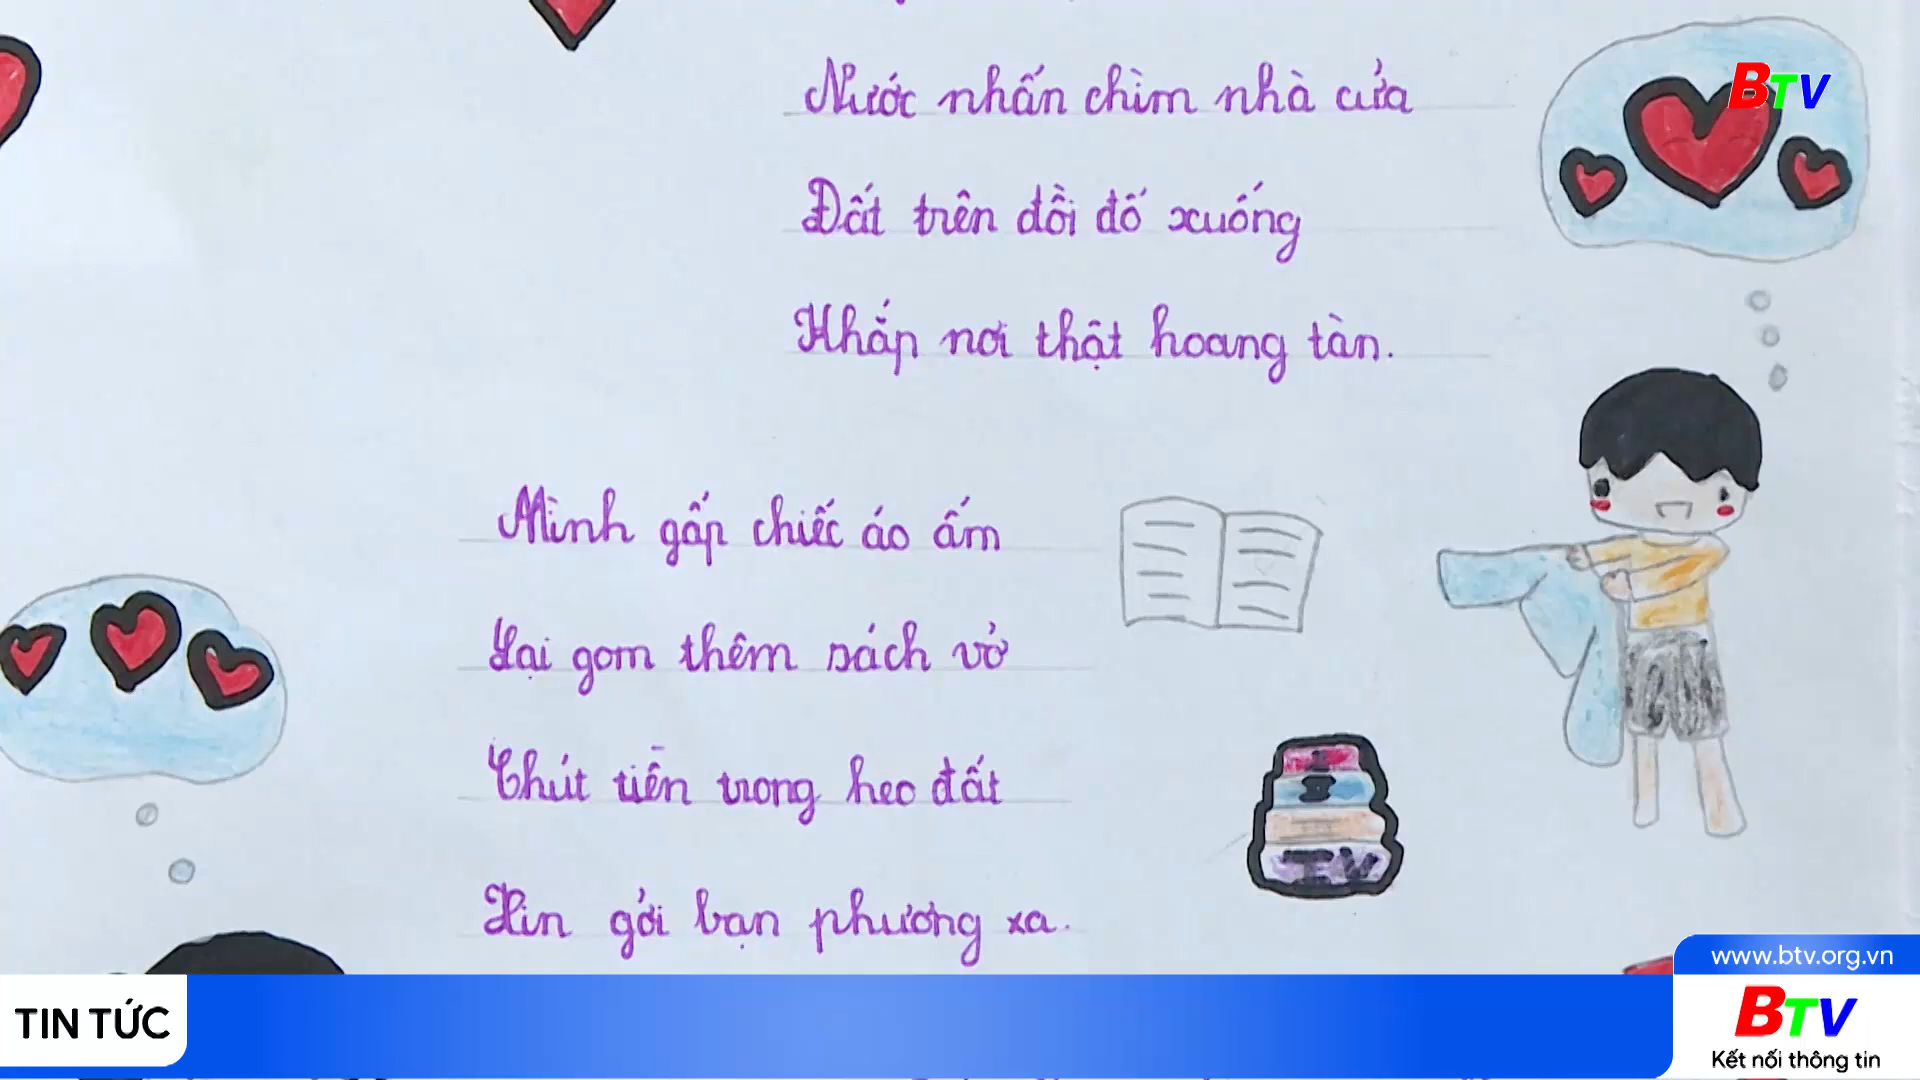 BTV
Nước nhấn chìm nhà cửa
Đất trên đồi đổ xuống
Khắp nơi thật hoang tàn.
Mình gấp chiếc áo ấm
Lại gom thêm sách vở
Chút tiền trong heo đất
Xin gởi bạn phương xa.
TV
www.btv.org.vn
TIN TỨC
BTV
Kết nối thông tin